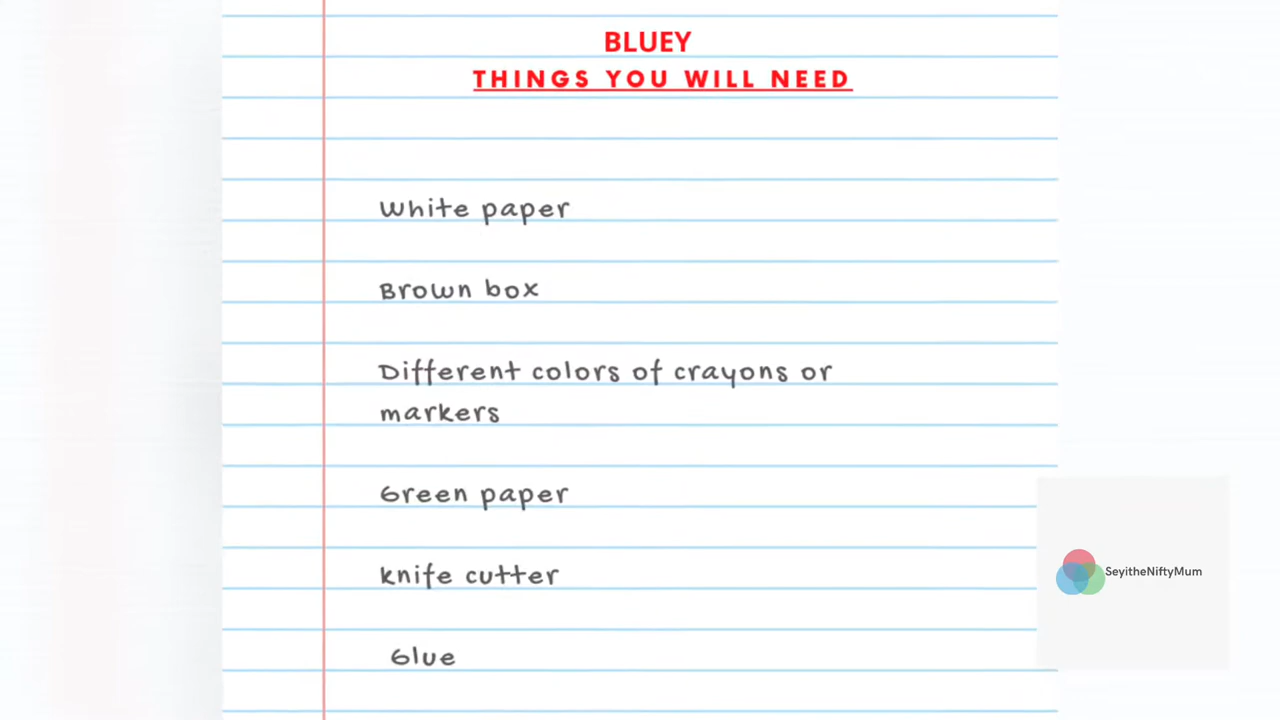 BLUEY
THINGS YOU WILL NEED
White paper
Brown box
Different colors of crayons or
markers
Green paper
knife cutter
Glue
SeyitheNiftyMum